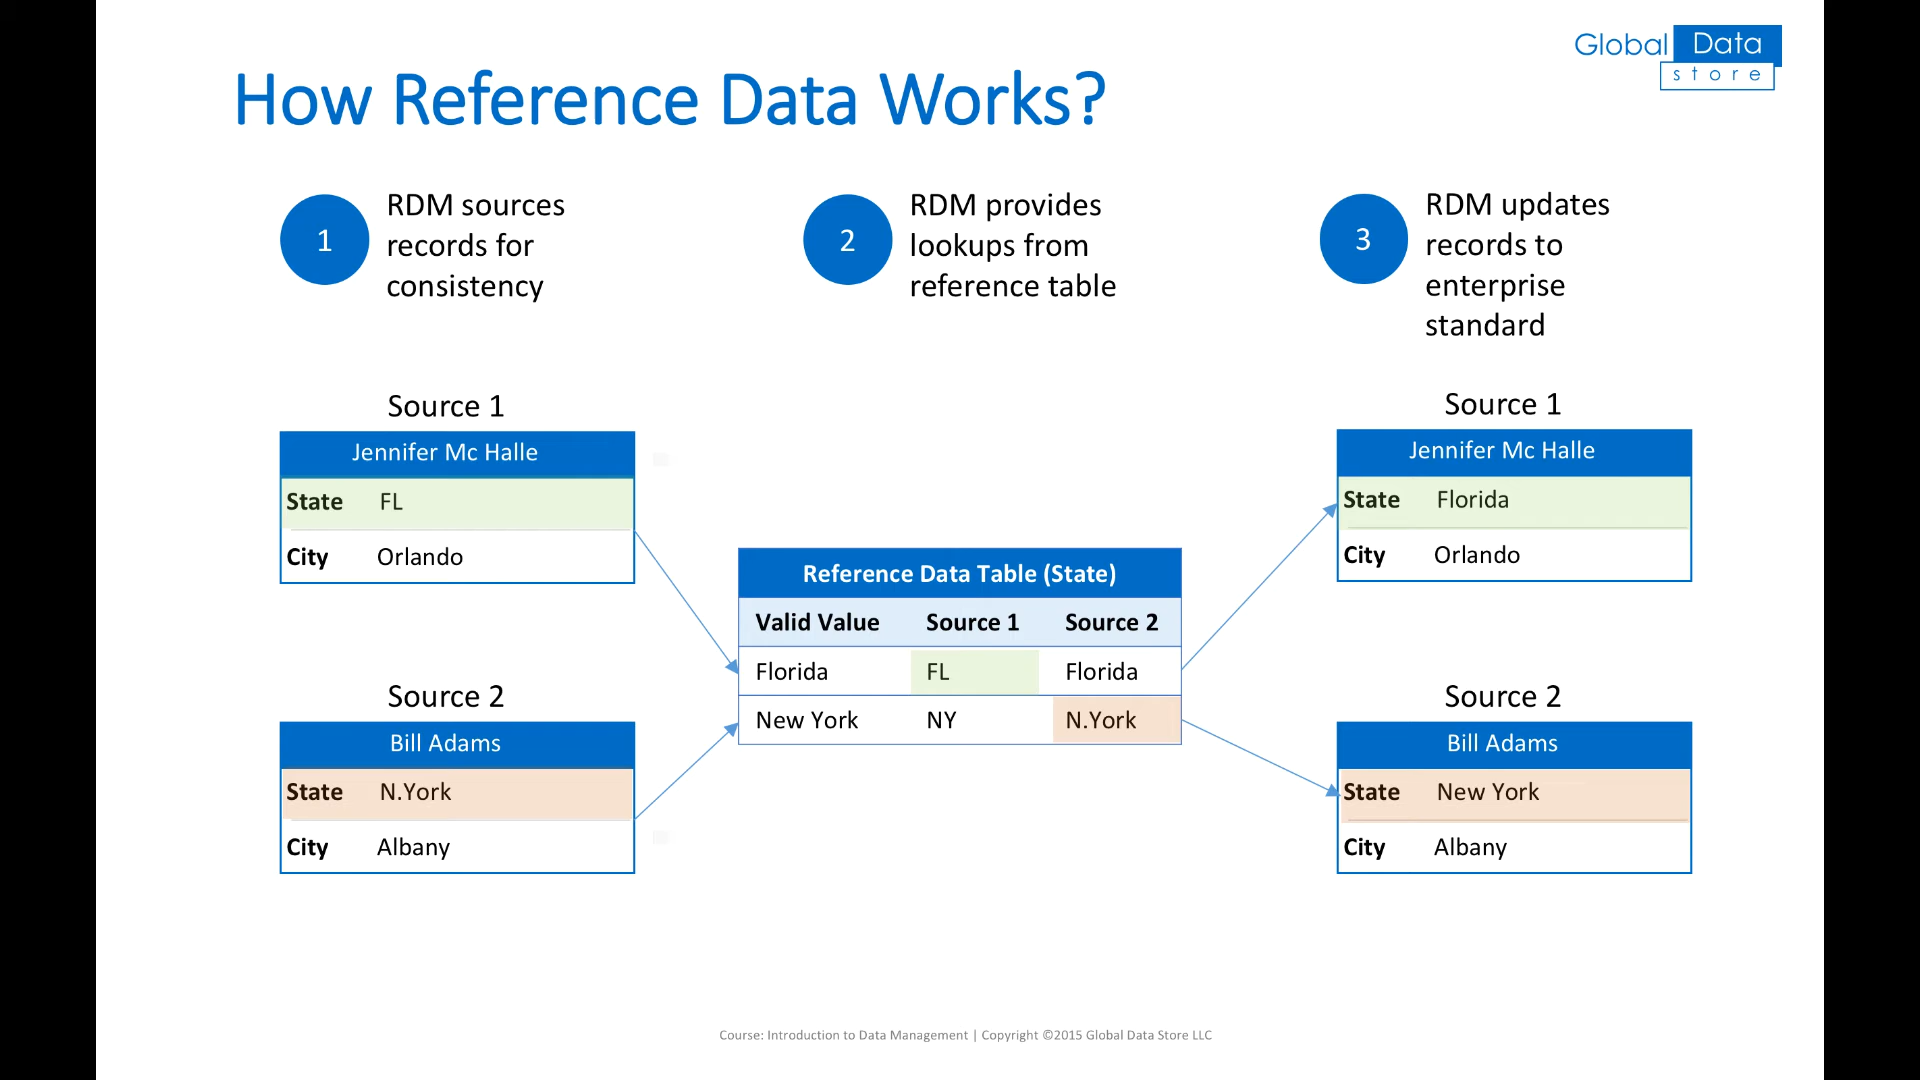 Global Data
store
How Reference Data Works?
1
RDM sources
records for
consistency
2
RDM provides
lookups from
reference table
3
RDM updates
records to
enterprise
standard
Source 1
Jennifer Mc Halle
State FL
City Orlando
Source 2
Bill Adams
State N.York
City Albany
Reference Data Table (State)
Valid Value Source 1 Source 2
Florida FL Florida
New York NY N.York
Source 1
Jennifer Mc Halle
State Florida
City Orlando
Source 2
Bill Adams
State New York
City Albany
Course: Introduction to Data Management | Copyright ©2015 Global Data Store LLC